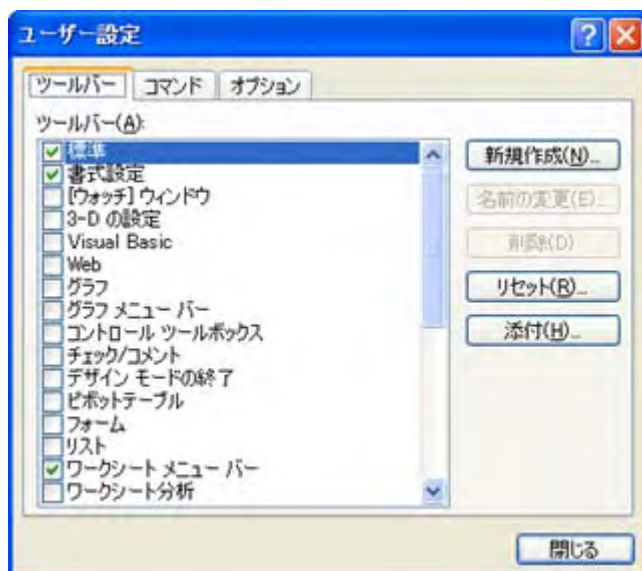 ユーザー設定
ツールバー コマンド オプション
ツールバー(A):
標準
書式設定
[ウォッチ] ウィンドウ
3-D の設定
Visual Basic
Web
グラフ
グラフ メニュー バー
コントロール ツールボックス
チェック/コメント
デザイン モードの終了
ピボットテーブル
フォーム
リスト
ワークシート メニュー バー
ワークシート分析
新規作成(N)...
名前の変更(E)...
削除(D)
リセット(R)...
添付(H)...
閉じる